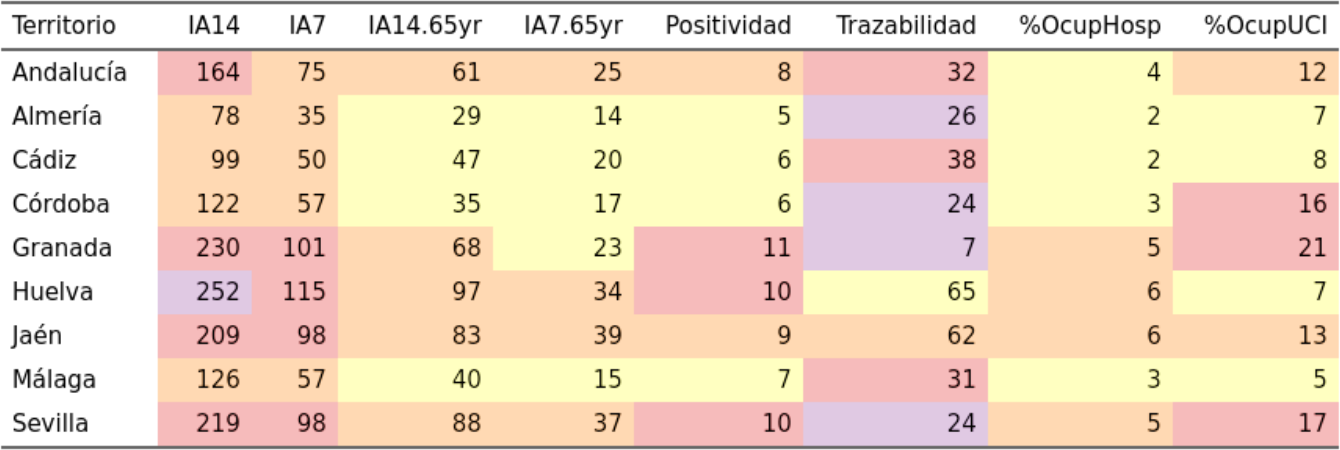 Territorio IA14 IA7 IA14.65yr IA7.65yr Positividad Trazabilidad %OcupHosp %OcupUCI
Andalucía 164 75 61 25 8 32 4 12
Almería 78 35 29 14 5 26 2 7
Cádiz 99 50 47 20 6 38 2 8
Córdoba 122 57 35 17 6 24 3 16
Granada 230 101 68 23 11 7 5 21
Huelva 252 115 97 34 10 65 6 7
Jaén 209 98 83 39 9 62 6 13
Málaga 126 57 40 15 7 31 3 5
Sevilla 219 98 88 37 10 24 5 17